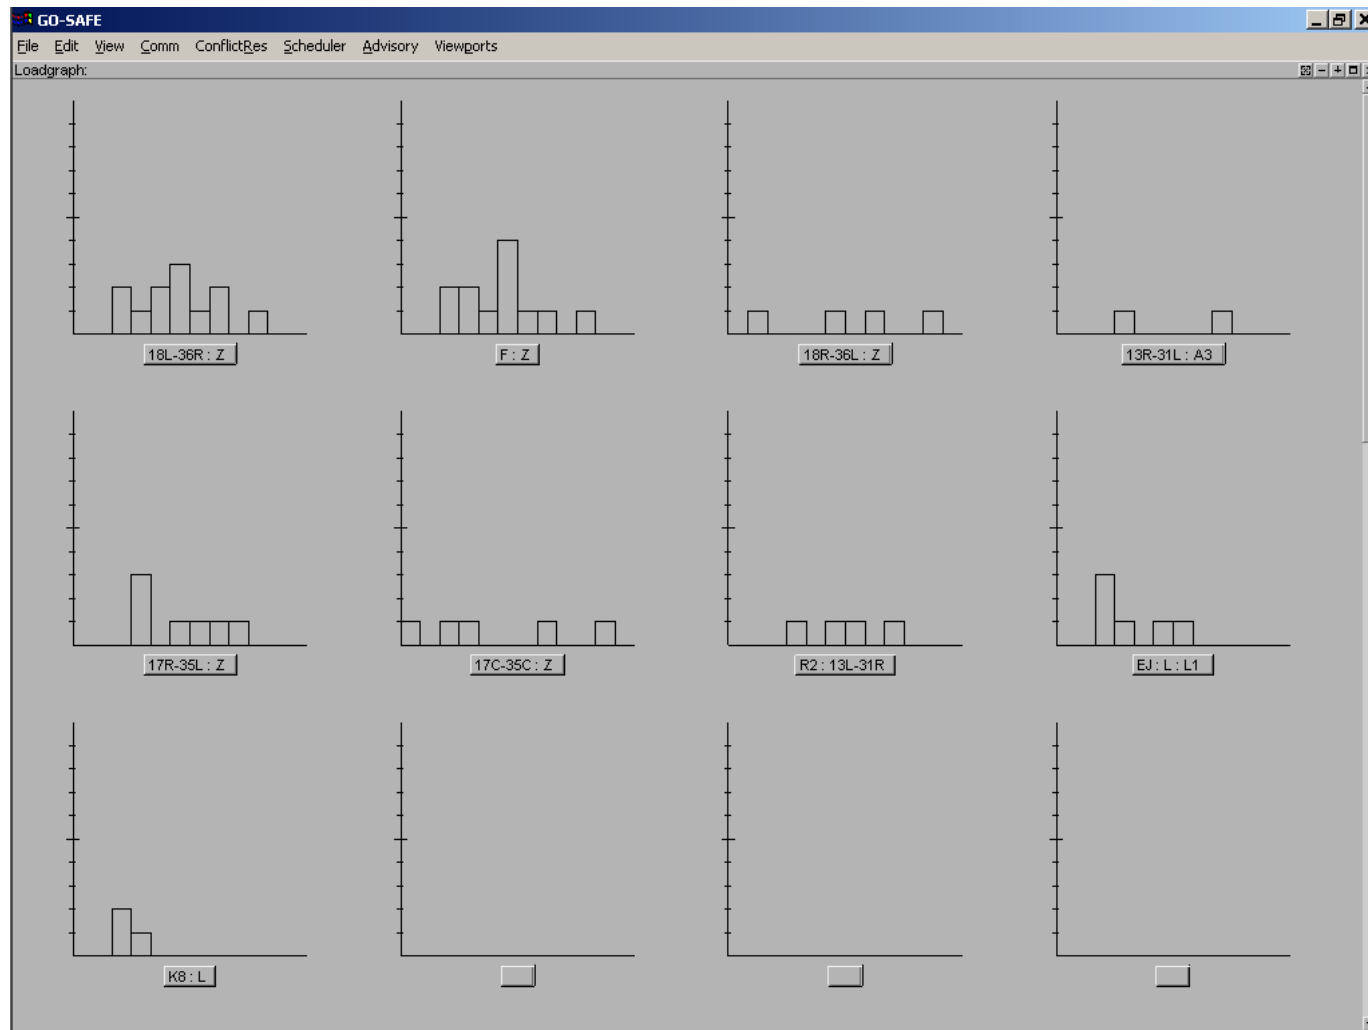 GO-SAFE
File Edit View Comm ConflictRes Scheduler Advisory Viewports
Loadgraph:
18L-36R : Z
F : Z
18R-36L : Z
13R-31L : A3
17R-35L : Z
17C-35C : Z
R2 : 13L-31R
EJ : L : L1
K8 : L